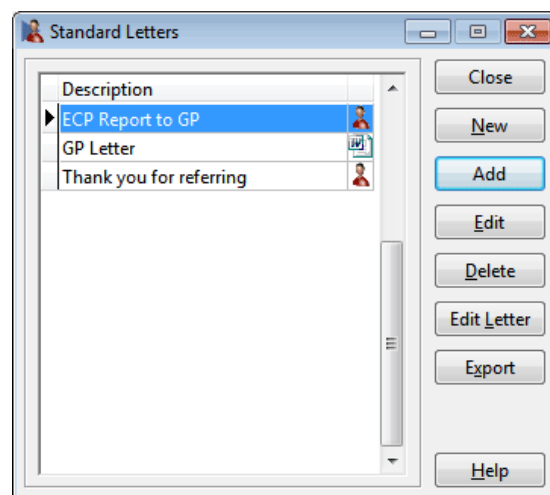 Standard Letters
Description
ECP Report to GP
GP Letter
Thank you for referring
Close
New
Add
Edit
Delete
Edit Letter
Export
Help